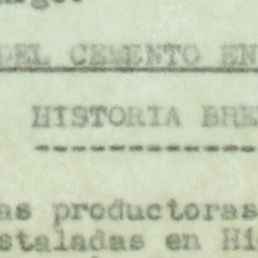 DEL CEMENTO EN
HISTORIA BRE
as productoras
staladas en Hi